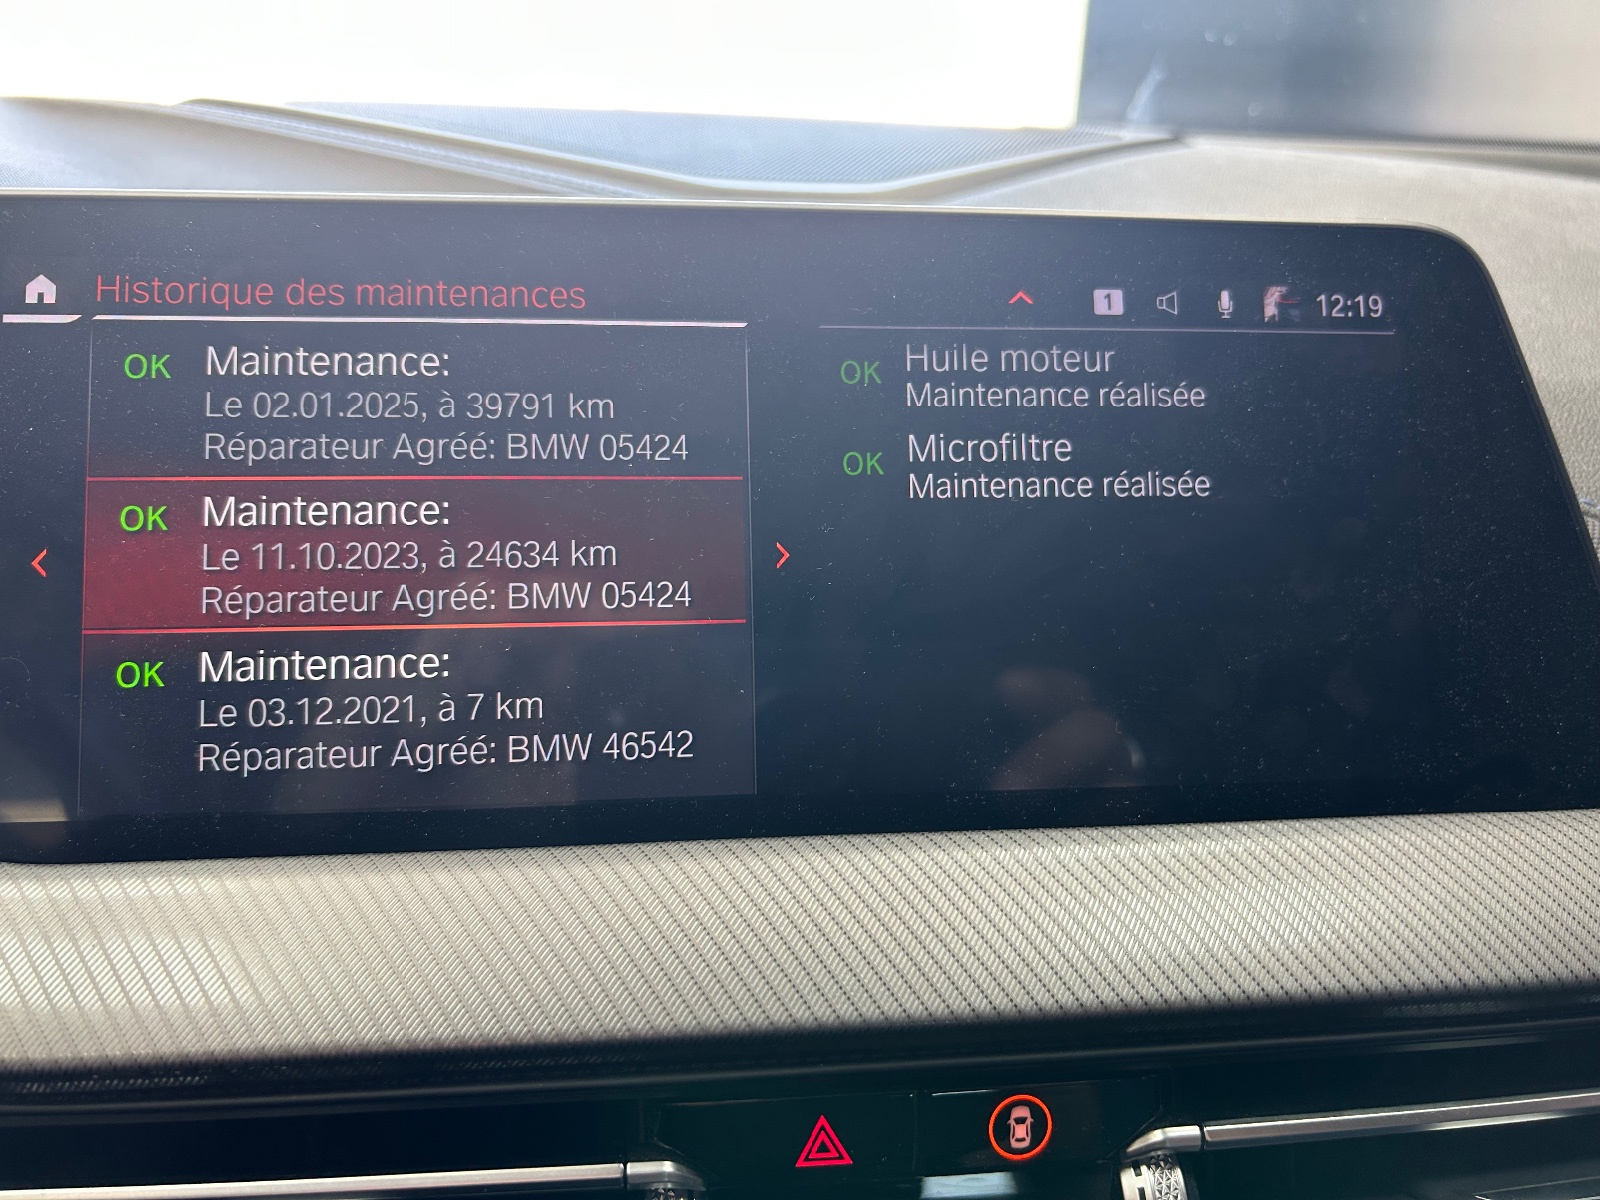 Historique des maintenances
1
12:19
OK Maintenance:
Le 02.01.2025, à 39791 km
Réparateur Agréé: BMW 05424
OK Maintenance:
Le 11.10.2023, à 24634 km
Réparateur Agréé: BMW 05424
OK Maintenance:
Le 03.12.2021, à 7 km
Réparateur Agréé: BMW 46542
OK Huile moteur
Maintenance réalisée
OK Microfiltre
Maintenance réalisée